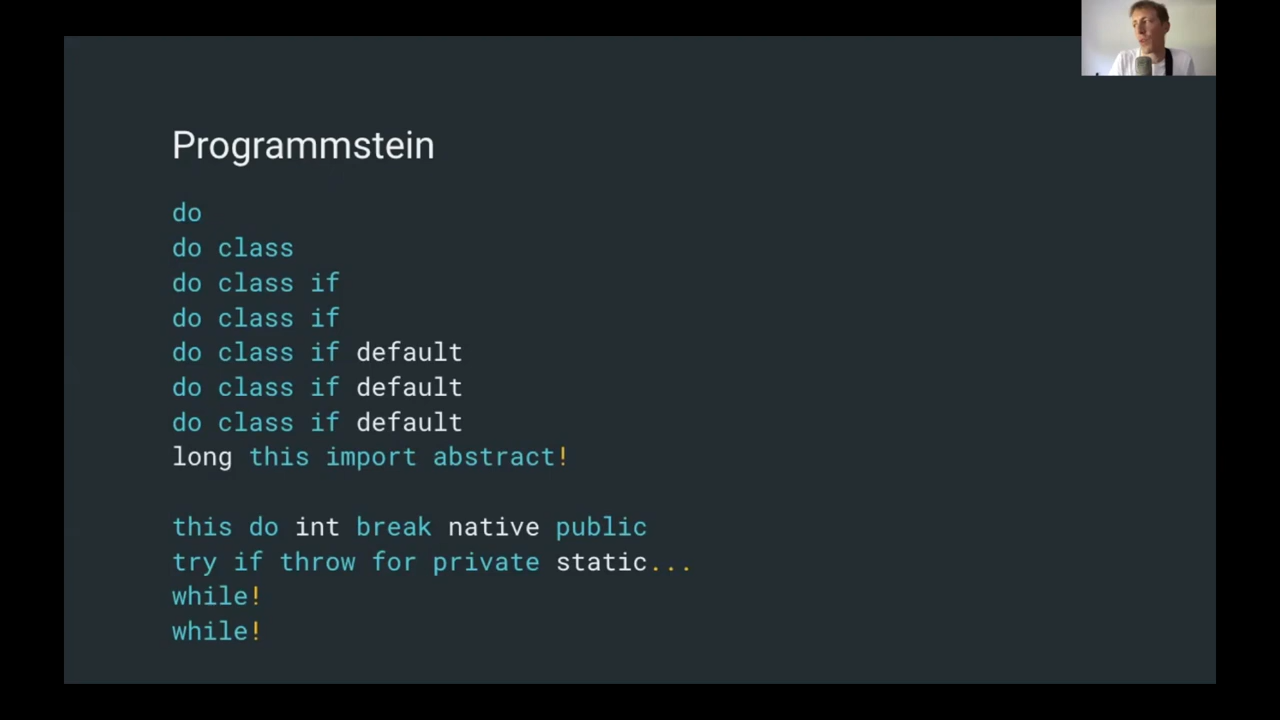 Programmstein
do
do class
do class if
do class if
do class if default
do class if default
do class if default
long this import abstract!
this do int break native public
try if throw for private static...
while!
while!